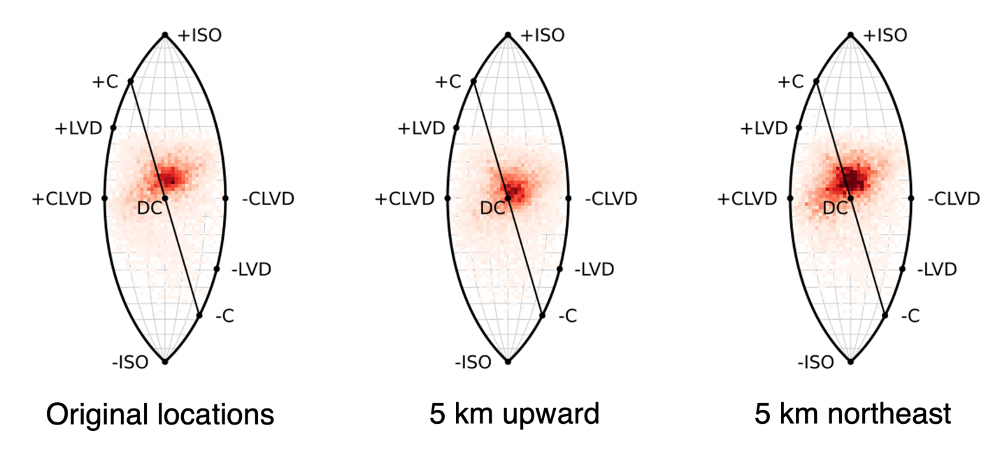 +ISO
+C
+LVD
+CLVD
DC
-CLVD
-LVD
-C
-ISO
Original locations
+ISO
+C
+LVD
+CLVD
DC
-CLVD
-LVD
-C
-ISO
5 km upward
+ISO
+C
+LVD
+CLVD
DC
-CLVD
-LVD
-C
-ISO
5 km northeast